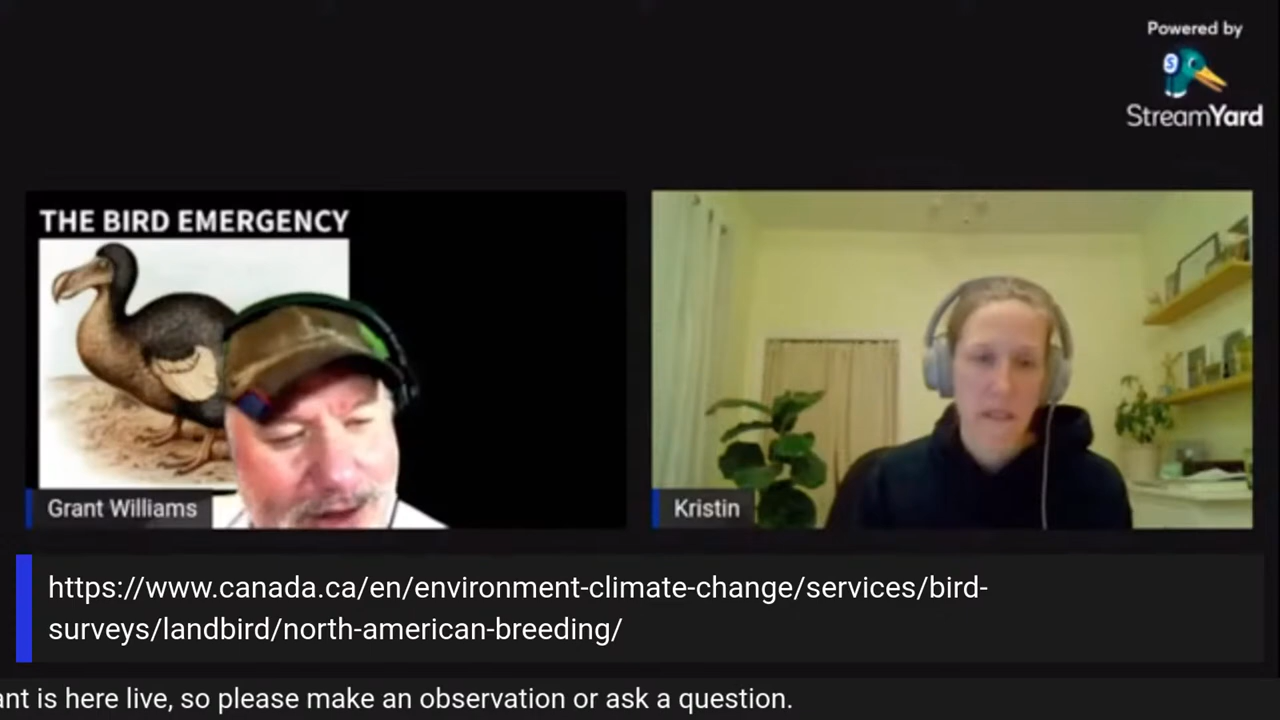 Powered by
StreamYard
THE BIRD EMERGENCY
Grant Williams
Kristin
https://www.canada.ca/en/environment-climate-change/services/bird-
surveys/landbird/north-american-breeding/
ant is here live, so please make an observation or ask a question.